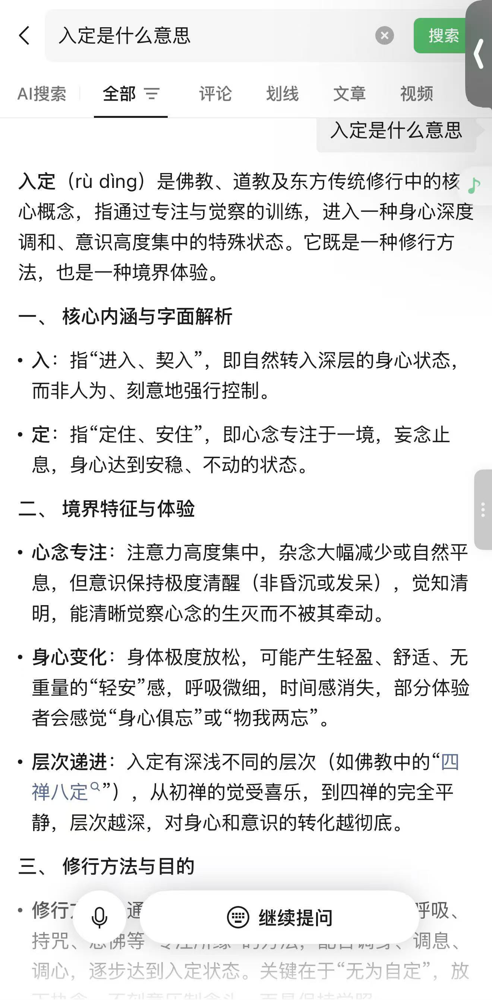 入定是什么意思
搜索
AI搜索
全部
评论
划线
文章
视频
入定是什么意思
入定（rù dìng）是佛教、道教及东方传统修行中的核
心概念，指通过专注与觉察的训练，进入一种身心深度
调和、意识高度集中的特殊状态。它既是一种修行方
法，也是一种境界体验。
一、 核心内涵与字面解析
• 入：指“进入、契入”，即自然转入深层的身心状态，
而非人为、刻意地强行控制。
• 定：指“定住、安住”，即心念专注于一境，妄念止
息，身心达到安稳、不动的状态。
二、 境界特征与体验
• 心念专注：注意力高度集中，杂念大幅减少或自然平
息，但意识保持极度清醒（非昏沉或发呆），觉知清
明，能清晰觉察心念的生灭而不被其牵动。
• 身心变化：身体极度放松，可能产生轻盈、舒适、无
重量的“轻安”感，呼吸微细，时间感消失，部分体验
者会感觉“身心俱忘”或“物我两忘”。
• 层次递进：入定有深浅不同的层次（如佛教中的“四
禅八定”），从初禅的觉受喜乐，到四禅的完全平
静，层次越深，对身心和意识的转化越彻底。
三、 修行方法与目的
• 修行 通 呼吸、
继续提问
持咒、念佛等 专注所缘 的方法，配合调身、调息、
调心，逐步达到入定状态。关键在于“无为自定”，放